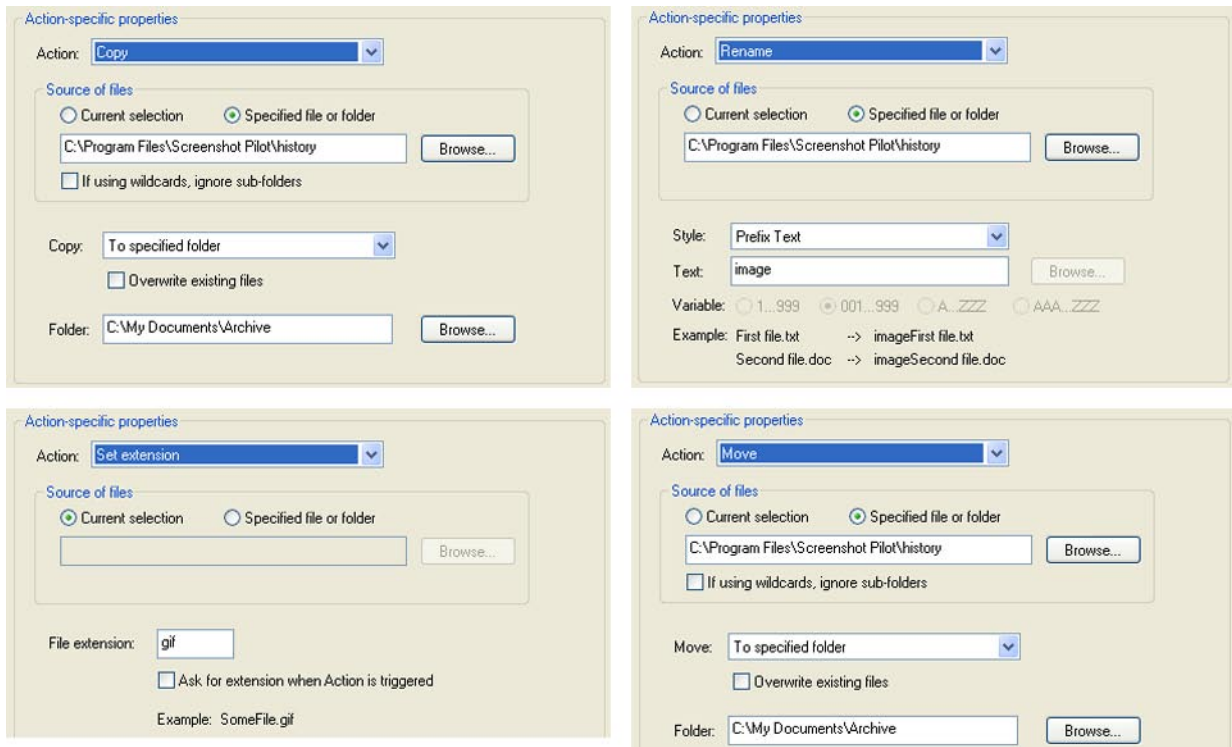 Action-specific properties
Action: Copy
Source of files
Current selection Specified file or folder
C:\Program Files\Screenshot Pilot\history Browse...
If using wildcards, ignore sub-folders
Copy: To specified folder
Overwrite existing files
Folder: C:\My Documents\Archive Browse...
Action-specific properties
Action: Rename
Source of files
Current selection Specified file or folder
C:\Program Files\Screenshot Pilot\history Browse...
Style: Prefix Text
Text: image Browse...
Variable: 1...999 001...999 A...ZZZ AAA...ZZZ
Example: First file.txt --> imageFirst file.txt
Second file.doc --> imageSecond file.doc
Action-specific properties
Action: Set extension
Source of files
Current selection Specified file or folder
Browse...
File extension: gif
Ask for extension when Action is triggered
Example: SomeFile.gif
Action-specific properties
Action: Move
Source of files
Current selection Specified file or folder
C:\Program Files\Screenshot Pilot\history Browse...
If using wildcards, ignore sub-folders
Move: To specified folder
Overwrite existing files
Folder: C:\My Documents\Archive Browse...